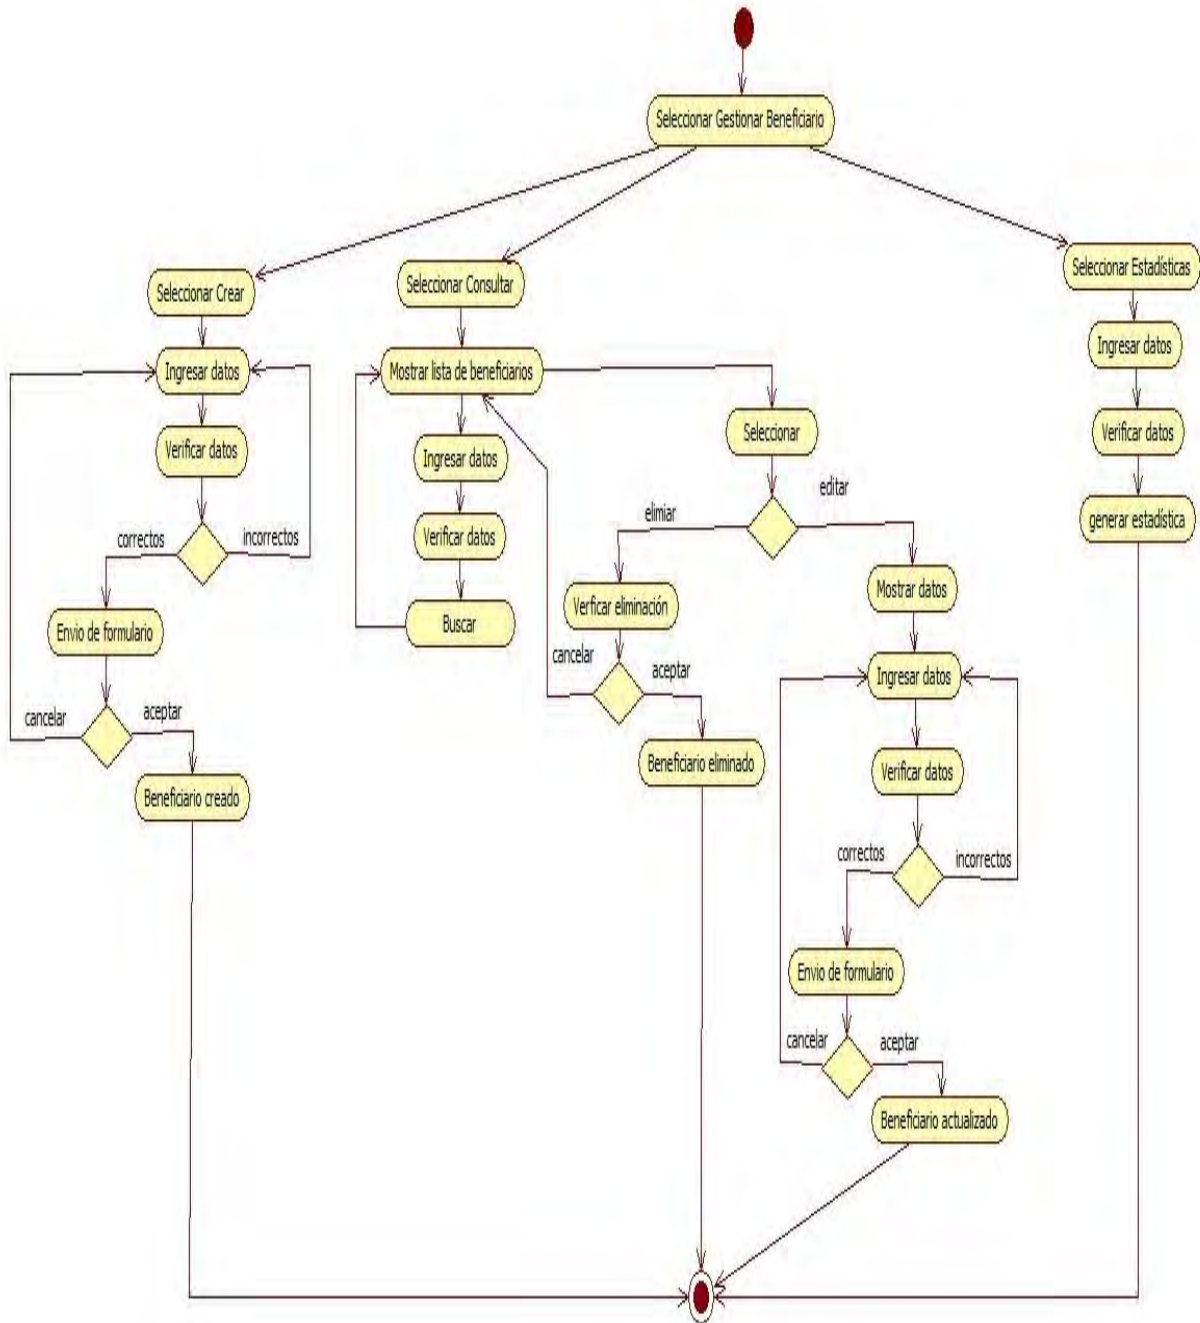 Seleccionar Gestionar Beneficiario
Seleccionar Crear
Ingresar datos
Verificar datos
correctos
incorrectos
Envio de formulario
cancelar
aceptar
Beneficiario creado
Seleccionar Consultar
Mostrar lista de beneficiarios
Ingresar datos
Verificar datos
Buscar
Seleccionar
elimiar
editar
Verficar eliminación
cancelar
aceptar
Beneficiario eliminado
Mostrar datos
Ingresar datos
Verificar datos
correctos
incorrectos
Envio de formulario
cancelar
aceptar
Beneficiario actualizado
Seleccionar Estadísticas
Ingresar datos
Verificar datos
generar estadística